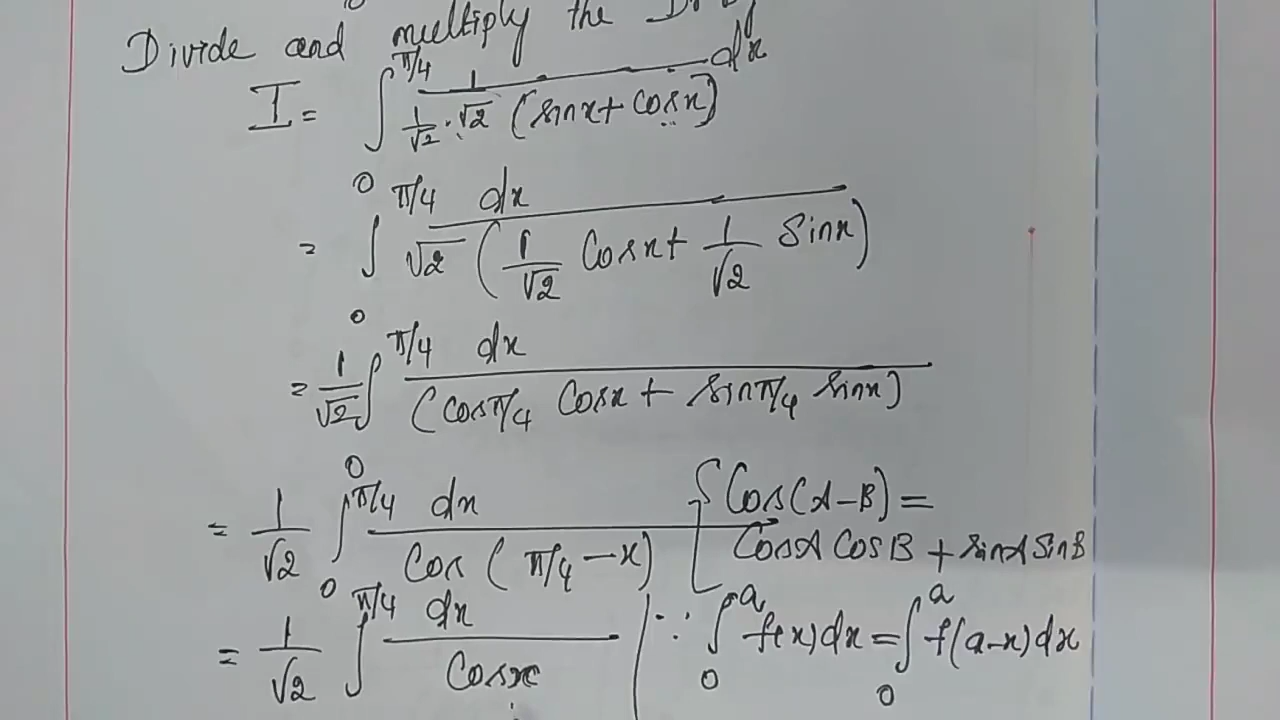 Divide and multiply the
I = ∫₀^π/4 1 / (1/√2 · √2 (sinx + cosx)) dx
= ∫₀^π/4 dx / (√2 (1/√2 Cosx + 1/√2 Sinx))
= 1/√2 ∫₀^π/4 dx / (Cosπ/4 Cosx + sinπ/4 sinx)
= 1/√2 ∫₀^π/4 dx / Cos(π/4 - x) [Cos(A-B) =
CosA CosB + sinA SinB
= 1/√2 ∫₀^π/4 dx / Cosx | ∵ ∫₀^a f(x)dx = ∫₀^a f(a-x)dx